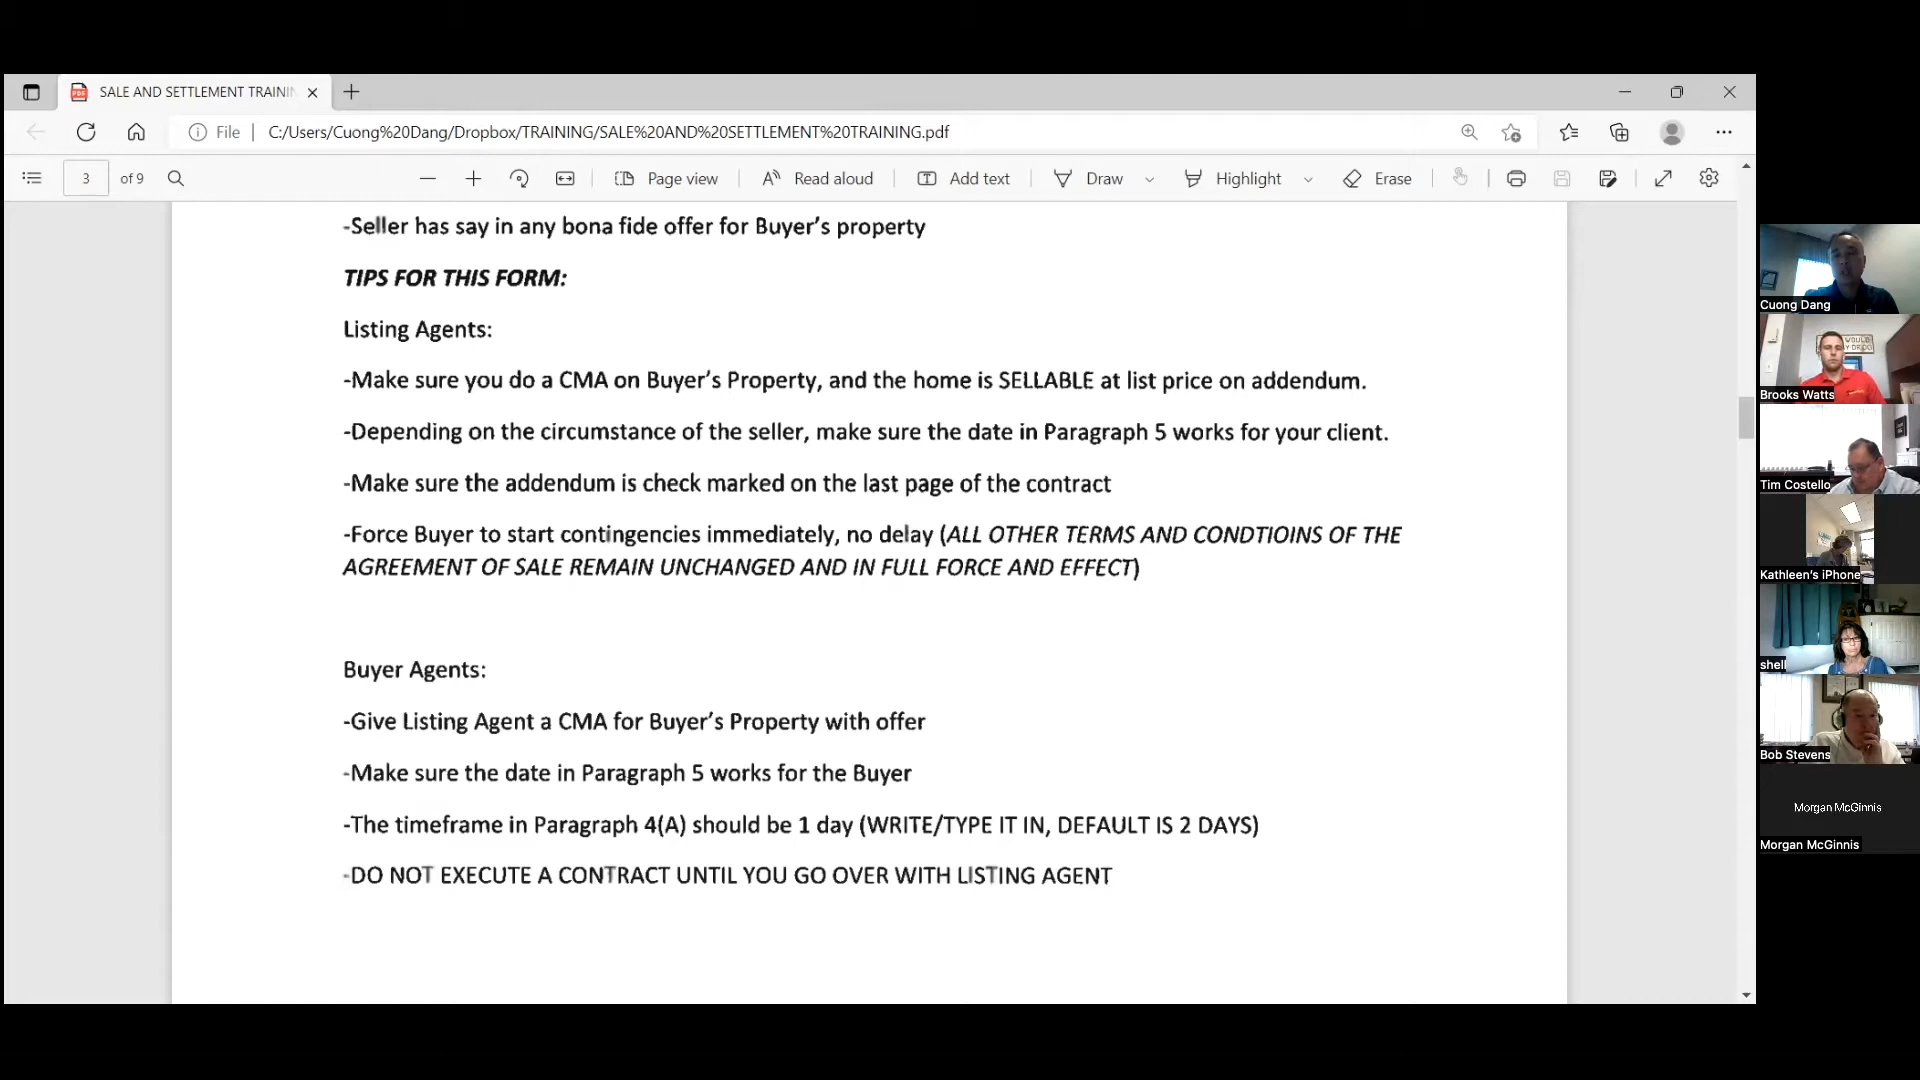 SALE AND SETTLEMENT TRAININ
File
C:/Users/Cuong%20Dang/Dropbox/TRAINING/SALE%20AND%20SETTLEMENT%20TRAINING.pdf
3 of 9
Page view
Read aloud
Add text
Draw
Highlight
Erase
-Seller has say in any bona fide offer for Buyer's property
TIPS FOR THIS FORM:
Listing Agents:
-Make sure you do a CMA on Buyer's Property, and the home is SELLABLE at list price on addendum.
-Depending on the circumstance of the seller, make sure the date in Paragraph 5 works for your client.
-Make sure the addendum is check marked on the last page of the contract
-Force Buyer to start contingencies immediately, no delay (ALL OTHER TERMS AND CONDTIOINS OF THE
AGREEMENT OF SALE REMAIN UNCHANGED AND IN FULL FORCE AND EFFECT)
Buyer Agents:
-Give Listing Agent a CMA for Buyer's Property with offer
-Make sure the date in Paragraph 5 works for the Buyer
-The timeframe in Paragraph 4(A) should be 1 day (WRITE/TYPE IT IN, DEFAULT IS 2 DAYS)
-DO NOT EXECUTE A CONTRACT UNTIL YOU GO OVER WITH LISTING AGENT
Cuong Dang
Brooks Watts
Tim Costello
Kathleen's iPhone
shell
Bob Stevens
Morgan McGinnis
Morgan McGinnis